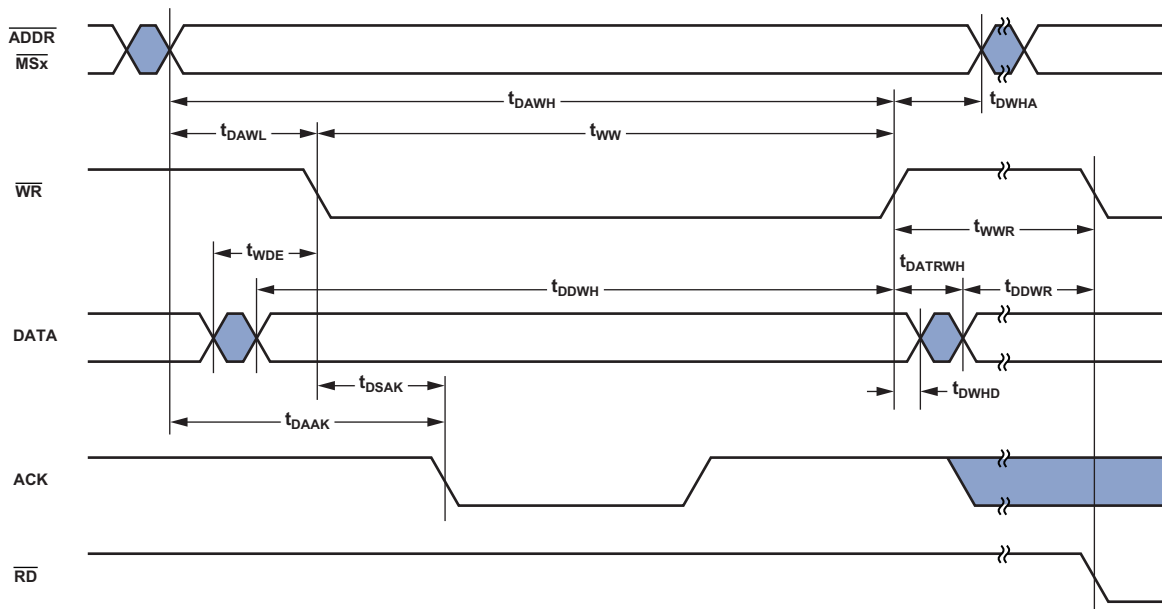 ADDR
MSx
tDAWH
tDWHA
tDAWL
tWW
WR
tWWR
tWDE
tDATRWH
tDDWH
tDDWR
DATA
tDSAK
tDWHD
tDAAK
ACK
RD